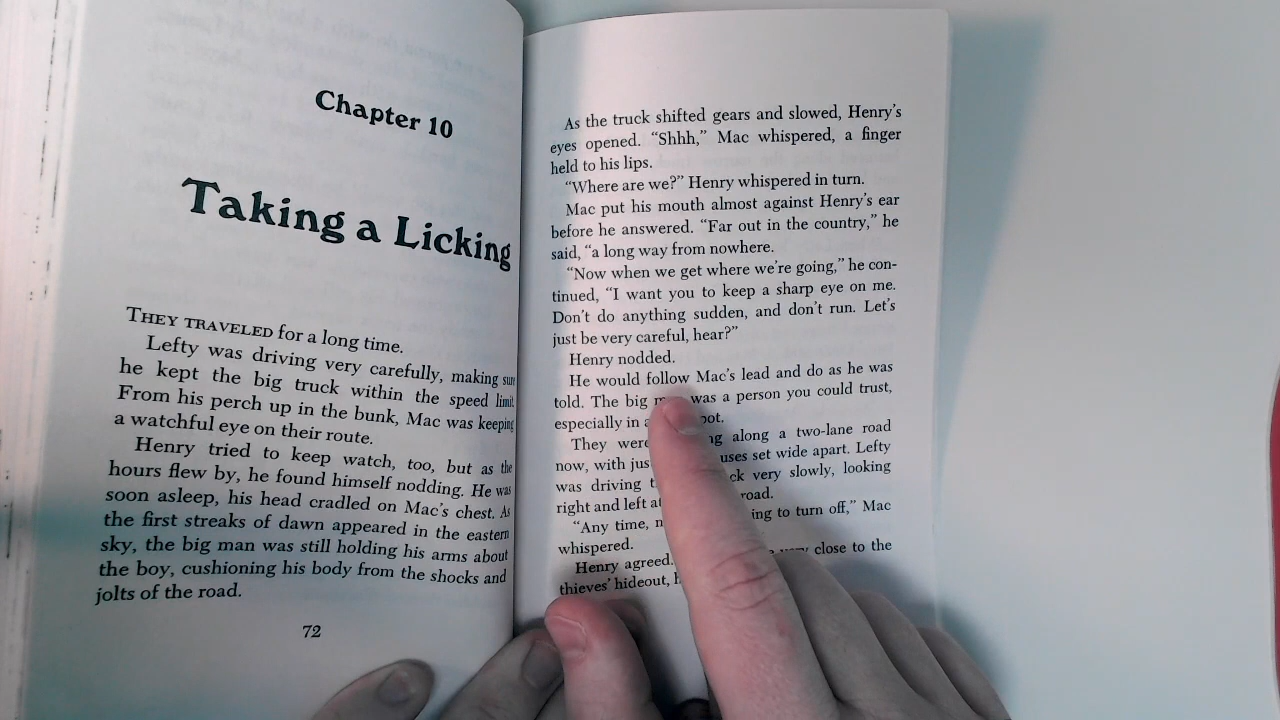 Chapter 10
Taking a Licking
THEY TRAVELED for a long time.
Lefty was driving very carefully, making sure
he kept the big truck within the speed limit.
From his perch up in the bunk, Mac was keeping
a watchful eye on their route.
Henry tried to keep watch, too, but as the
hours flew by, he found himself nodding. He was
soon asleep, his head cradled on Mac's chest. As
the first streaks of dawn appeared in the eastern
sky, the big man was still holding his arms about
the boy, cushioning his body from the shocks and
jolts of the road.
72
As the truck shifted gears and slowed, Henry's
eyes opened. “Shhh,” Mac whispered, a finger
held to his lips.
“Where are we?” Henry whispered in turn.
Mac put his mouth almost against Henry's ear
before he answered. “Far out in the country,” he
said, “a long way from nowhere.
“Now when we get where we're going,” he con-
tinued, “I want you to keep a sharp eye on me.
Don't do anything sudden, and don't run. Let's
just be very careful, hear?”
Henry nodded.
He would follow Mac's lead and do as he was
told. The big was a person you could trust,
especially in a
They were along a two-lane road
now, with set wide apart. Lefty
was driving very slowly, looking
right and left road.
“Any time, to turn off,” Mac
whispered.
Henry agreed. very close to the
thieves' hideout,